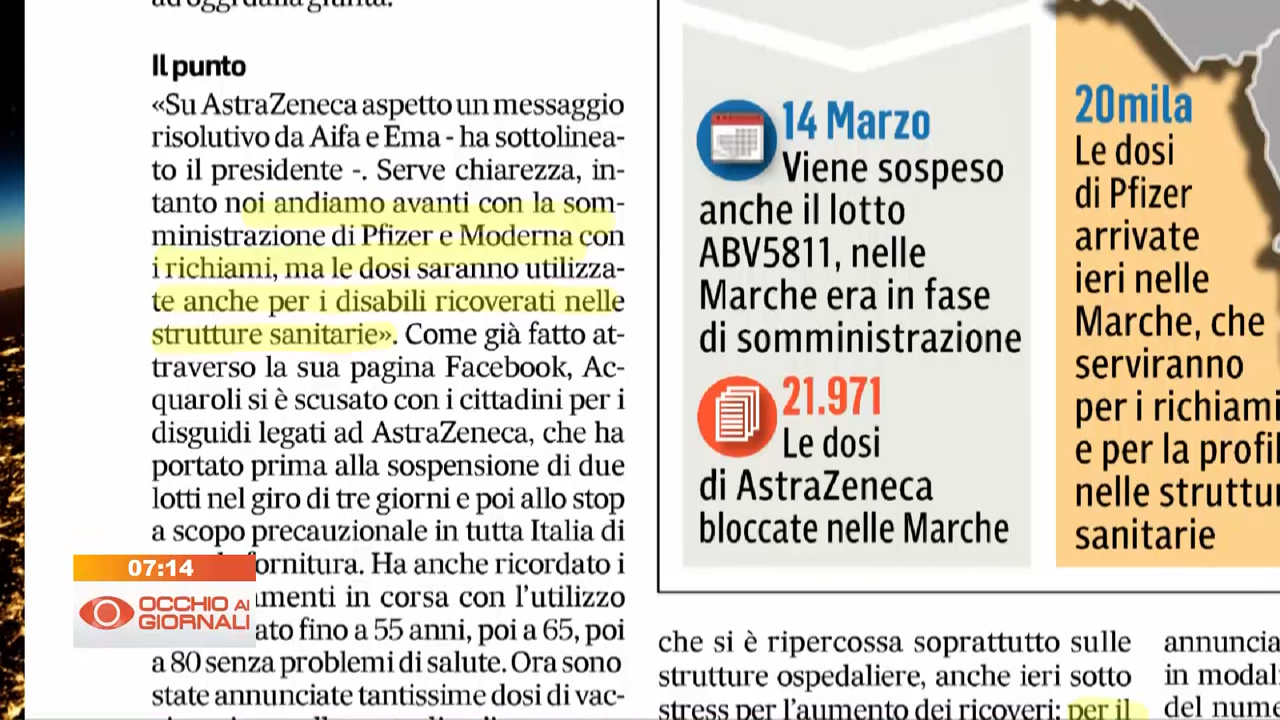 ad oggi dalla giunta.
Il punto
«Su AstraZeneca aspetto un messaggio
risolutivo da Aifa e Ema - ha sottolinea-
to il presidente -. Serve chiarezza, in-
tanto noi andiamo avanti con la som-
ministrazione di Pfizer e Moderna con
i richiami, ma le dosi saranno utilizza-
te anche per i disabili ricoverati nelle
strutture sanitarie». Come già fatto at-
traverso la sua pagina Facebook, Ac-
quaroli si è scusato con i cittadini per i
disguidi legati ad AstraZeneca, che ha
portato prima alla sospensione di due
lotti nel giro di tre giorni e poi allo stop
a scopo precauzionale in tutta Italia di
ornitura. Ha anche ricordato i
amenti in corsa con l'utilizzo
ato fino a 55 anni, poi a 65, poi
a 80 senza problemi di salute. Ora sono
state annunciate tantissime dosi di vac-
07:14
OCCHIO AI
GIORNALI
14 Marzo
Viene sospeso
anche il lotto
ABV5811, nelle
Marche era in fase
di somministrazione
21.971
Le dosi
di AstraZeneca
bloccate nelle Marche
20mila
Le dosi
di Pfizer
arrivate
ieri nelle
Marche, che
serviranno
per i richiami
e per la profil
nelle struttur
sanitarie
che si è ripercossa soprattutto sulle
strutture ospedaliere, anche ieri sotto
stress per l'aumento dei ricoveri: per il
annuncia
in modal
del nume